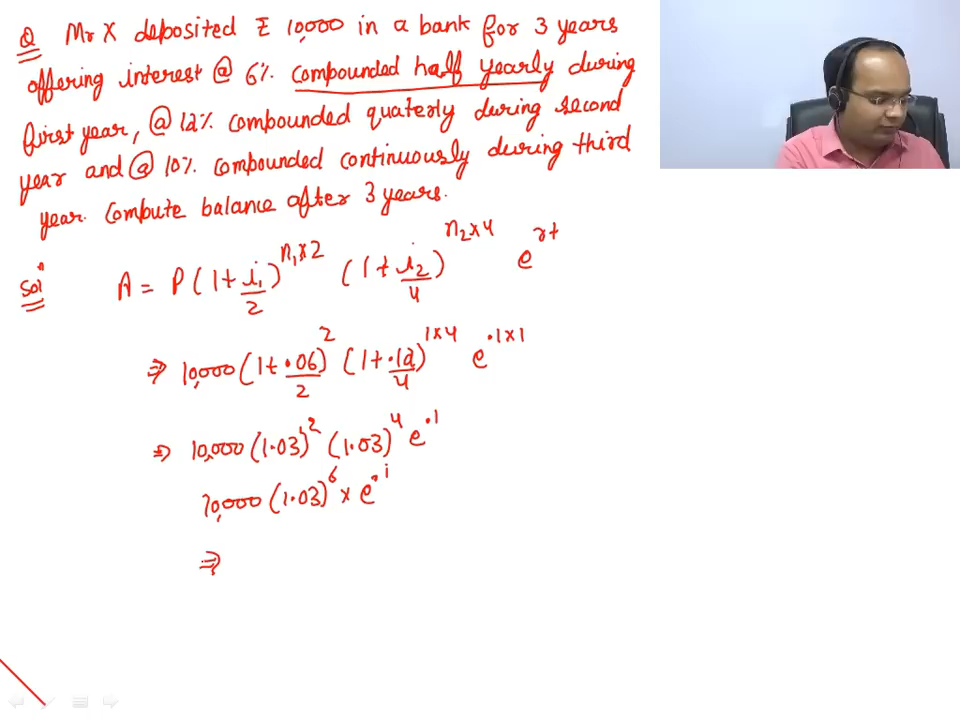 Q Mr X deposited ₹ 10,000 in a bank for 3 years
offering interest @ 6% compounded half yearly during
first year, @ 12% compounded quaterly during second
year and @ 10% compounded continuously during third
year. Compute balance after 3 years.
Solⁿ A = P(1+i₁/2)^(n₁×2) (1+i₂/4)^(n₂×4) e^(rt)
⇒ 10,000(1+.06/2)^2 (1+.12/4)^(1×4) e^(.1×1)
⇒ 10,000(1.03)^2 (1.03)^4 e^(.1)
10,000(1.03)^6 × e^(.1)
⇒